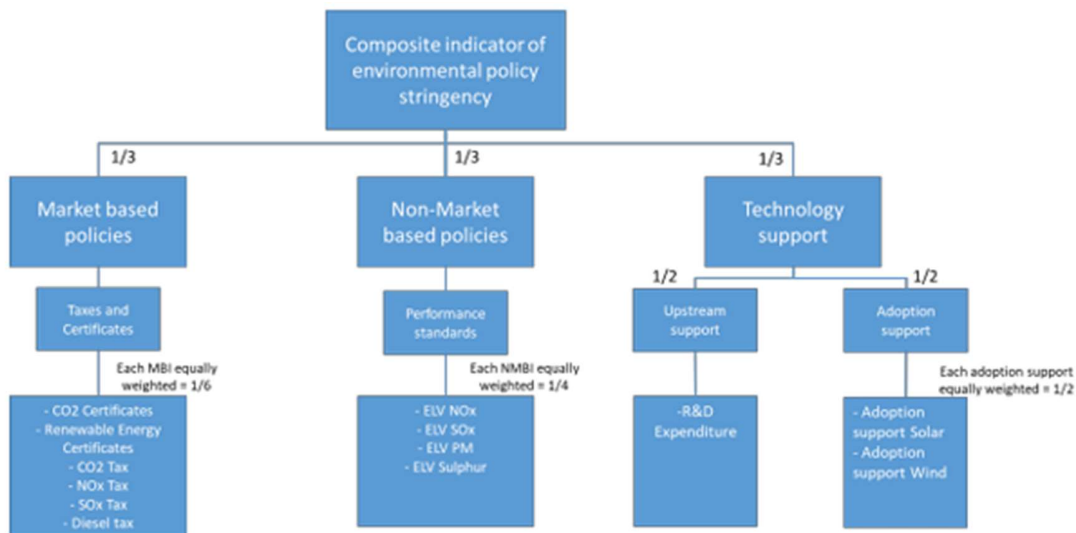 Composite indicator of
environmental policy
stringency
1/3
1/3
1/3
Market based
policies
Non-Market
based policies
Technology
support
1/2
1/2
Taxes and
Certificates
Performance
standards
Upstream
support
Adoption
support
Each MBI equally
weighted = 1/6
Each NMBI equally
weighted = 1/4
Each adoption support
equally weighted = 1/2
- CO2 Certificates
- Renewable Energy
Certificates
- CO2 Tax
- NOx Tax
- SOx Tax
- Diesel tax
- ELV NOx
- ELV SOx
- ELV PM
- ELV Sulphur
-R&D
Expenditure
- Adoption
support Solar
- Adoption
support Wind